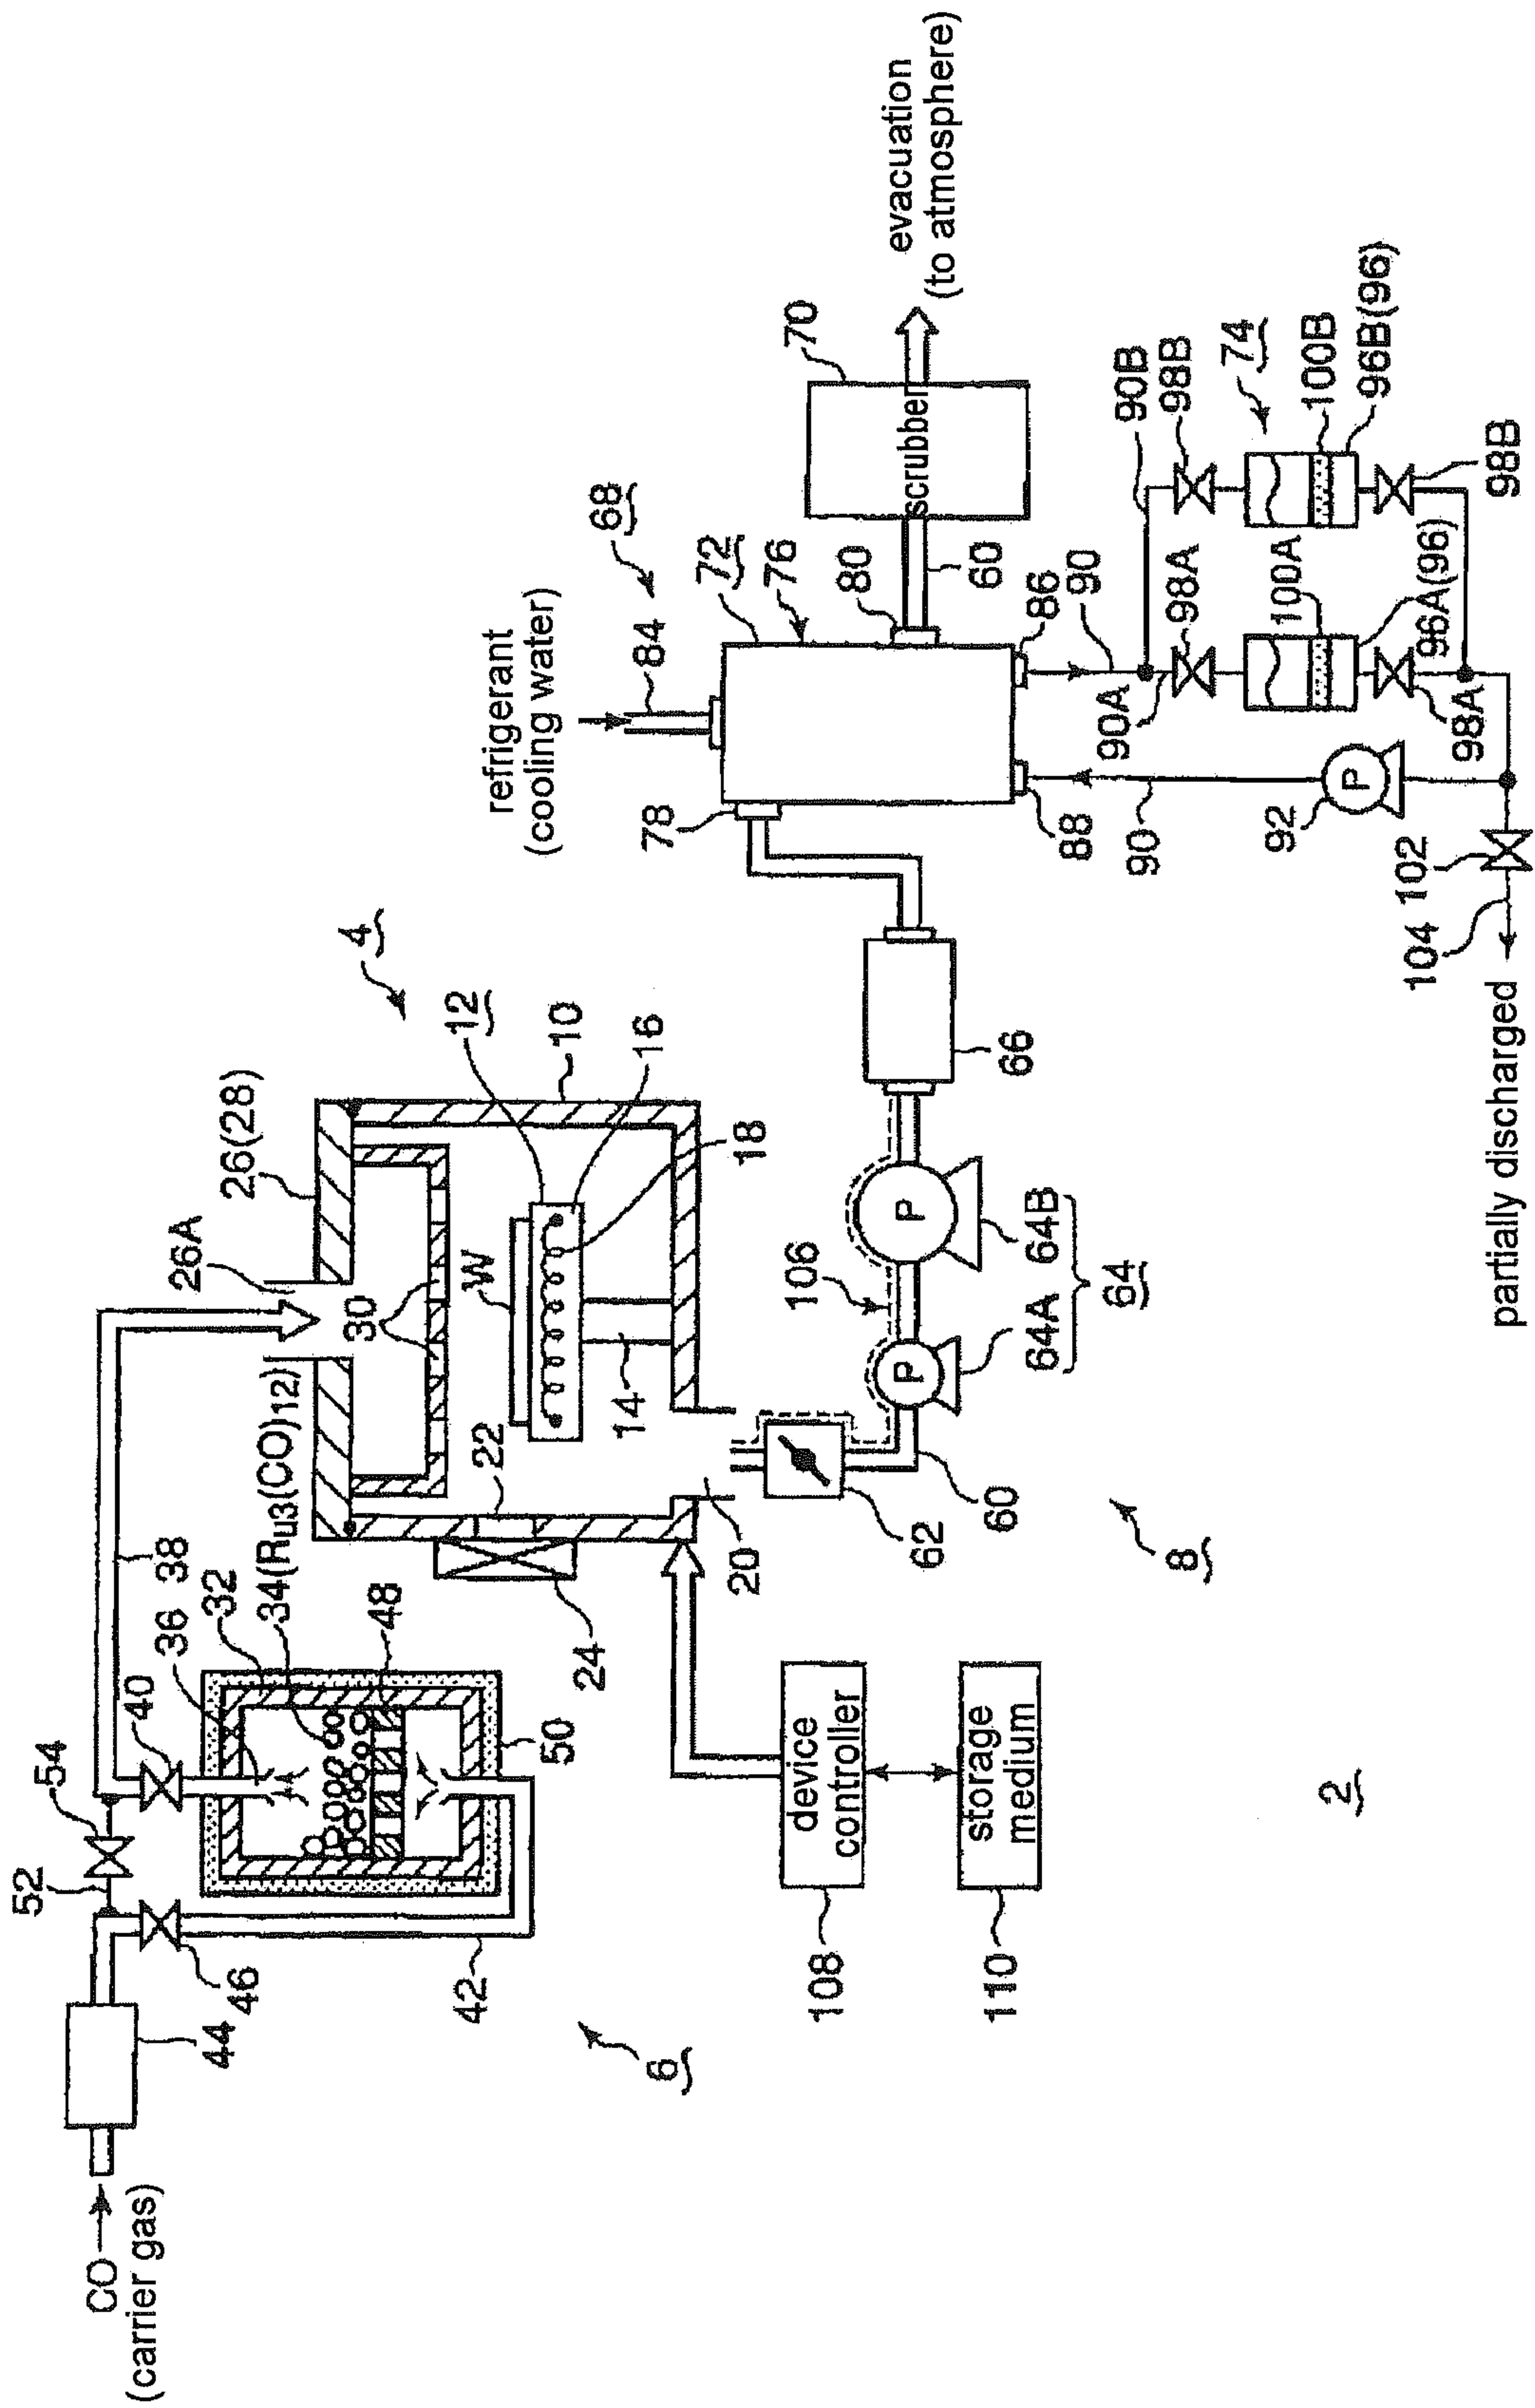 CO
(carrier gas)
44
46
52
54
40
36
32
34(Ru3(CO)12)
38
48
50
42
6
26A
26(28)
30
W
12
10
16
18
14
22
24
20
4
62
60
8
106
64A
64B
64
66
108
device
controller
110
storage
medium
2
refrigerant
(cooling water)
84
68
72
76
78
80
60
70
scrubber
evacuation
(to atmosphere)
86
88
90
90
90A
90B
98A
98B
74
100A
100B
96A(96)
96B(96)
98A
98B
92
102
104
partially discharged